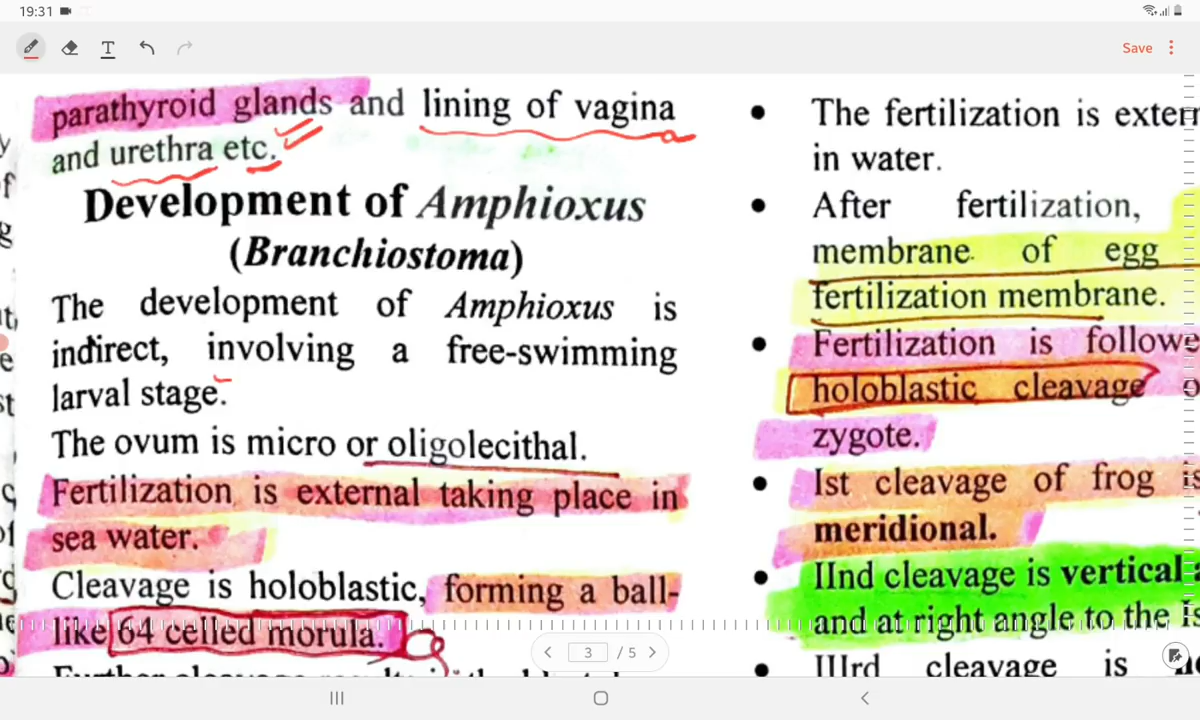 19:31
T
Save
parathyroid glands and lining of vagina
and urethra etc.
Development of Amphioxus
(Branchiostoma)
The development of Amphioxus is
indirect, involving a free-swimming
larval stage.
The ovum is micro or oligolecithal.
Fertilization is external taking place in
sea water.
Cleavage is holoblastic, forming a ball-
like 64 celled morula.
The fertilization is exter
in water.
After fertilization,
membrane of egg
fertilization membrane.
Fertilization is followe
holoblastic cleavage o
zygote.
Ist cleavage of frog is
meridional.
IInd cleavage is vertical a
and at right angle to the Is
IIIrd cleavage is
3 / 5